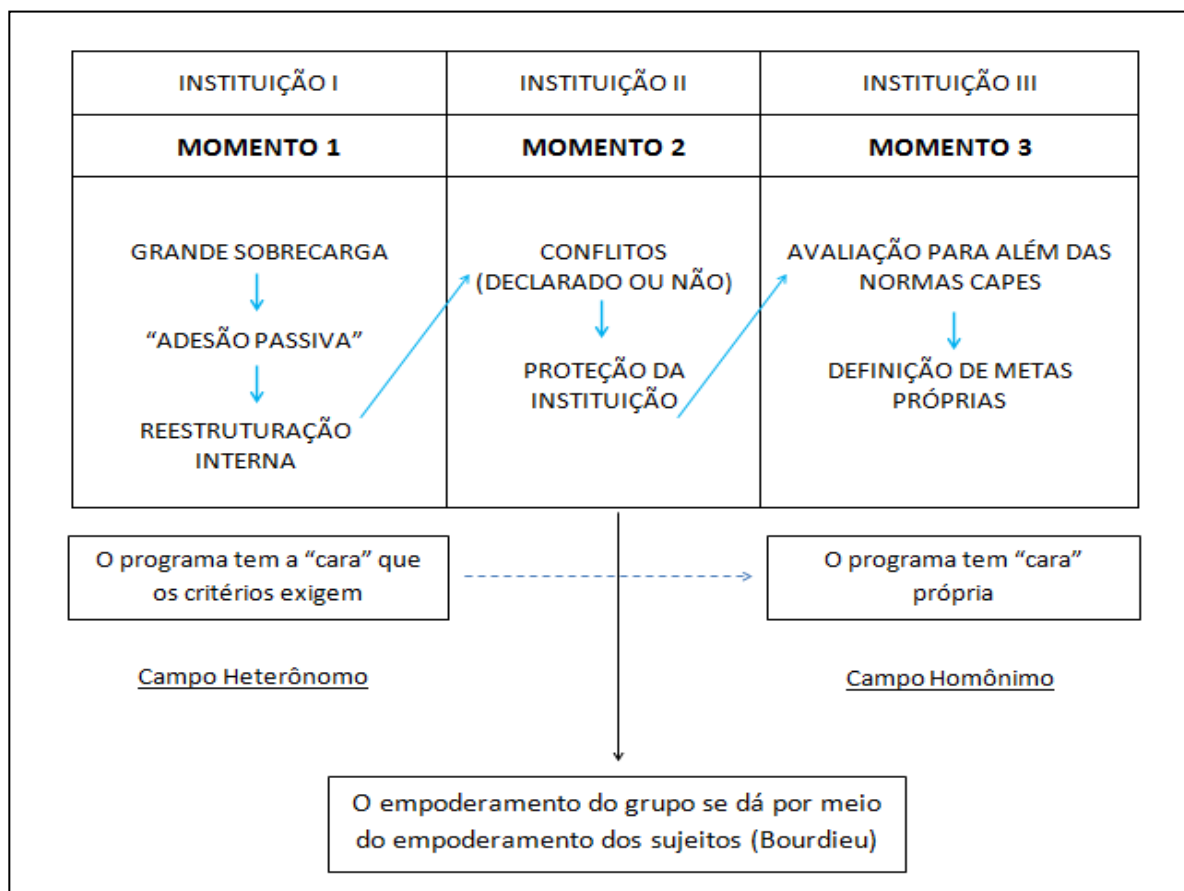 INSTITUIÇÃO I
INSTITUIÇÃO II
INSTITUIÇÃO III
MOMENTO 1
MOMENTO 2
MOMENTO 3
GRANDE SOBRECARGA
“ADESÃO PASSIVA”
REESTRUTURAÇÃO
INTERNA
CONFLITOS
(DECLARADO OU NÃO)
PROTEÇÃO DA
INSTITUIÇÃO
AVALIAÇÃO PARA ALÉM DAS
NORMAS CAPES
DEFINIÇÃO DE METAS
PRÓPRIAS
O programa tem a “cara” que
os critérios exigem
O programa tem “cara”
própria
Campo Heterônomo
Campo Homônimo
O empoderamento do grupo se dá por meio
do empoderamento dos sujeitos (Bourdieu)